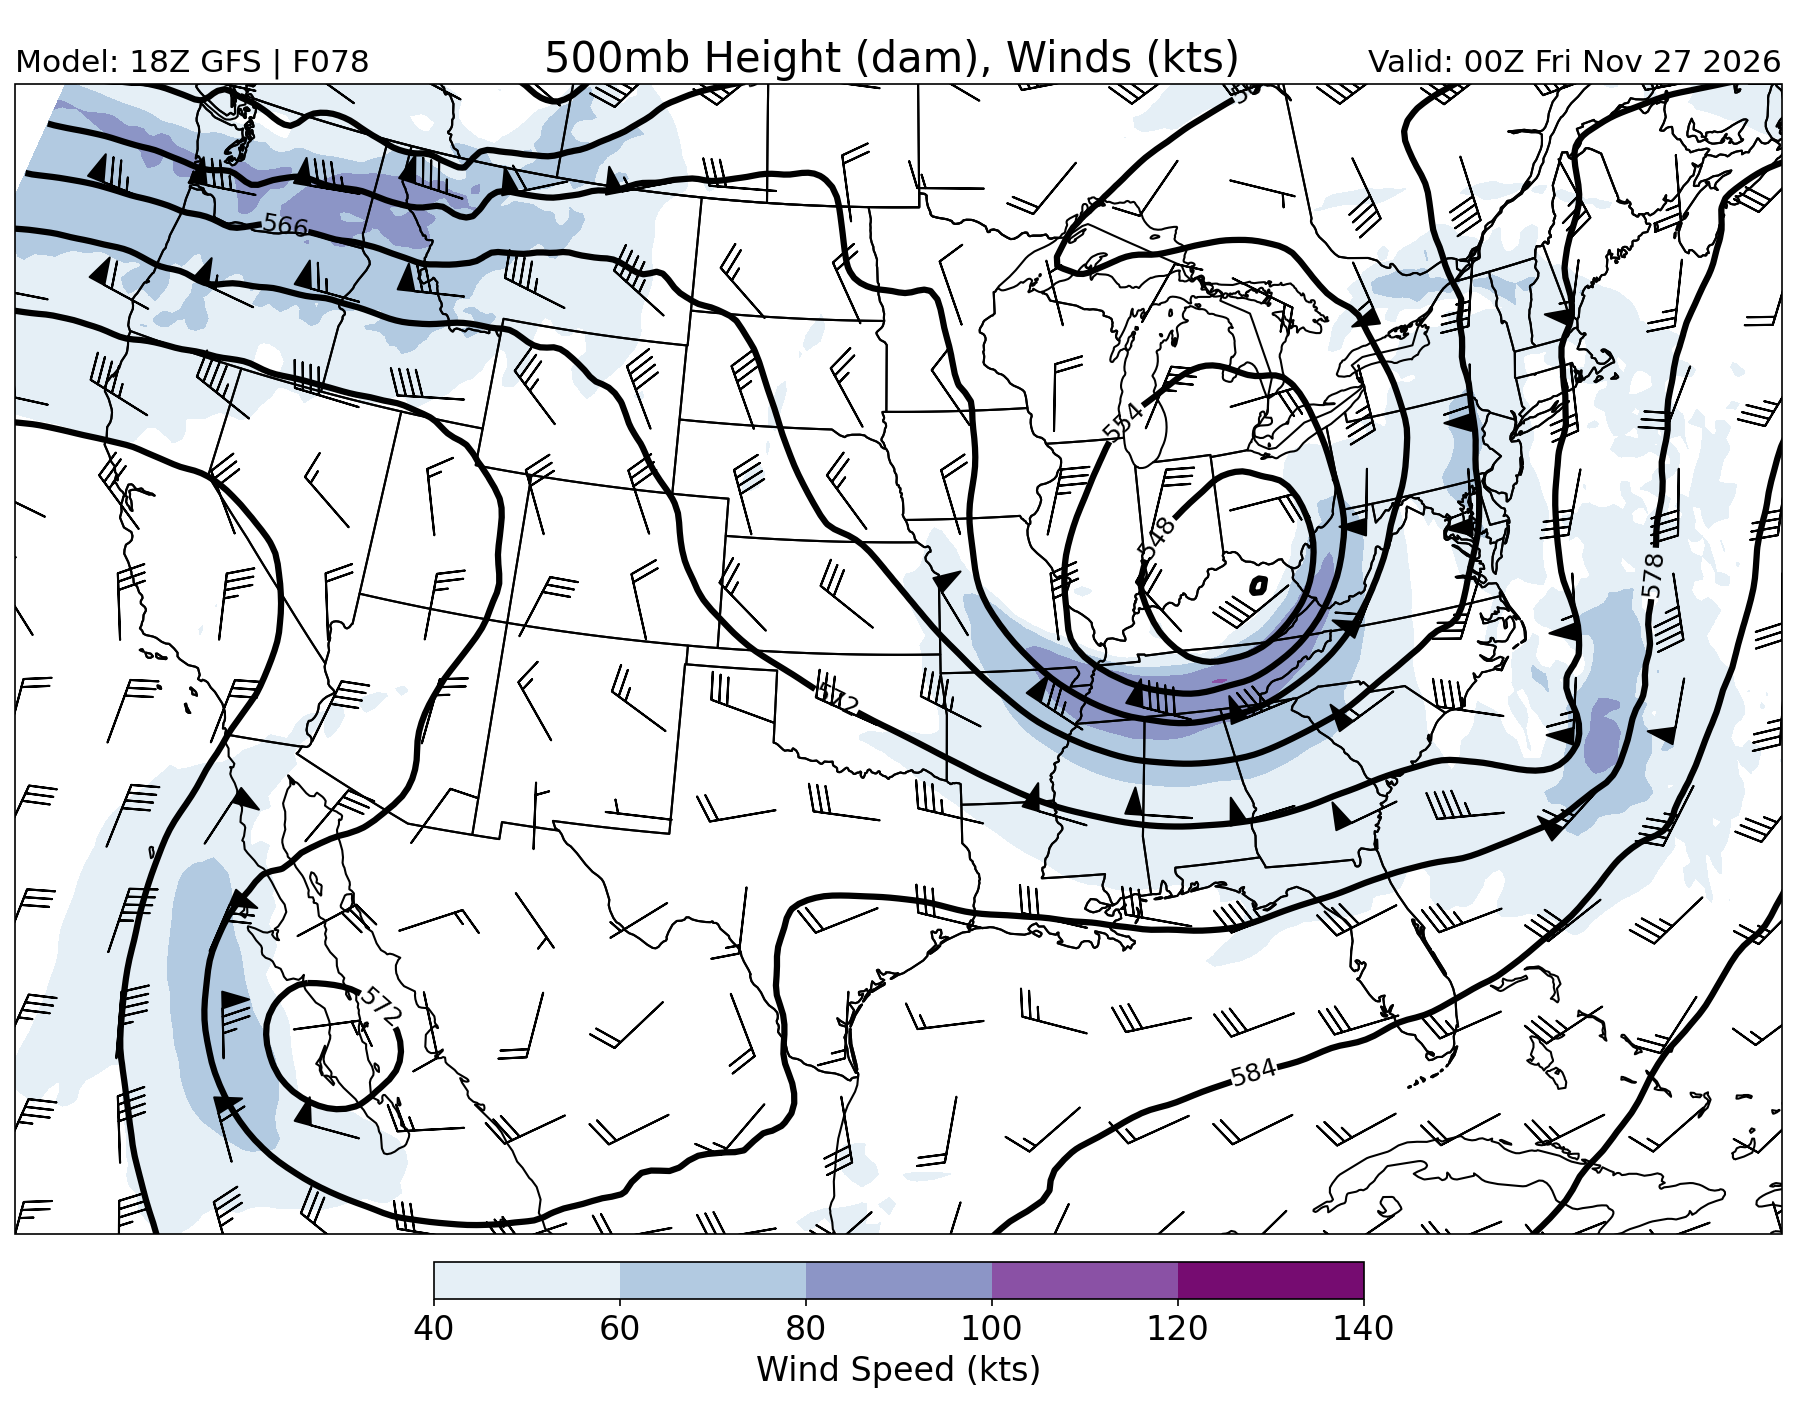 Model: 18Z GFS | F078
500mb Height (dam), Winds (kts)
Valid: 00Z Fri Nov 27 2026
566
554
548
578
572
572
584
40 60 80 100 120 140
Wind Speed (kts)